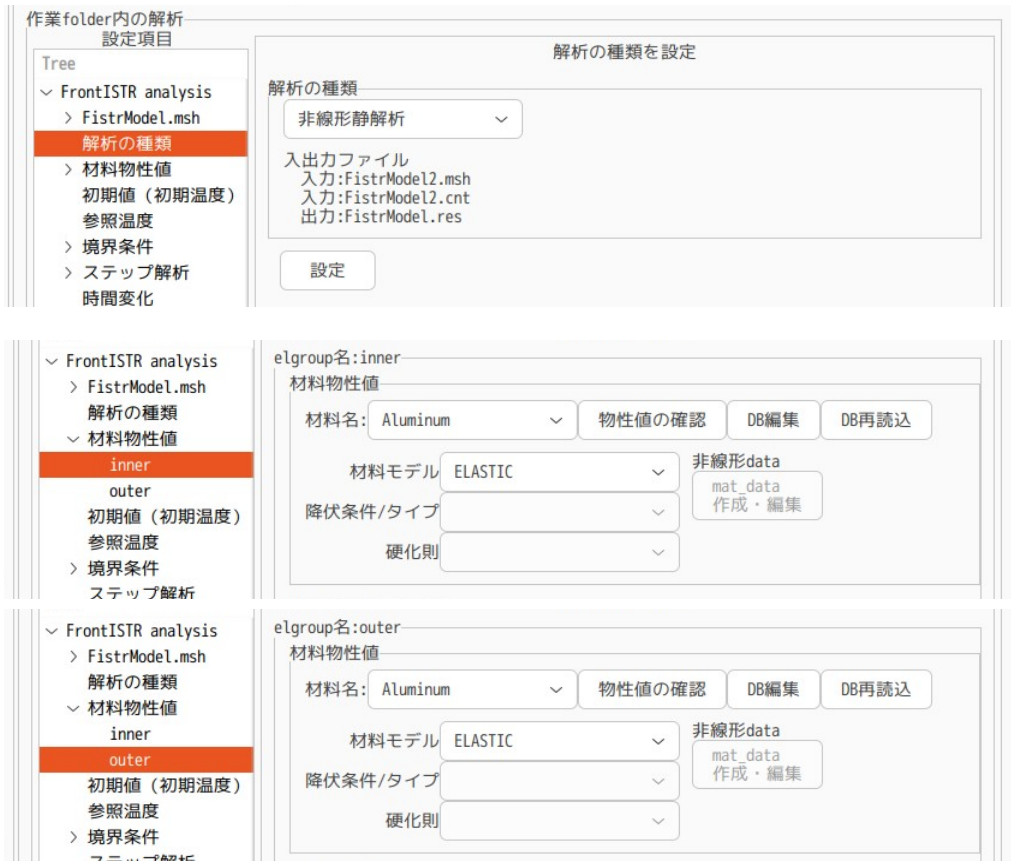 作業folder内の解析
設定項目
Tree
FrontISTR analysis
FistrModel.msh
解析の種類
材料物性値
初期値（初期温度）
参照温度
境界条件
ステップ解析
時間変化
解析の種類を設定
解析の種類
非線形静解析
入出力ファイル
入力:FistrModel2.msh
入力:FistrModel2.cnt
出力:FistrModel.res
設定
FrontISTR analysis
FistrModel.msh
解析の種類
材料物性値
inner
outer
初期値（初期温度）
参照温度
境界条件
ステップ解析
elgroup名:inner
材料物性値
材料名: Aluminum 物性値の確認 DB編集 DB再読込
材料モデル ELASTIC
降伏条件/タイプ
硬化則
非線形data
mat_data
作成・編集
FrontISTR analysis
FistrModel.msh
解析の種類
材料物性値
inner
outer
初期値（初期温度）
参照温度
境界条件
ステップ解析
elgroup名:outer
材料物性値
材料名: Aluminum 物性値の確認 DB編集 DB再読込
材料モデル ELASTIC
降伏条件/タイプ
硬化則
非線形data
mat_data
作成・編集